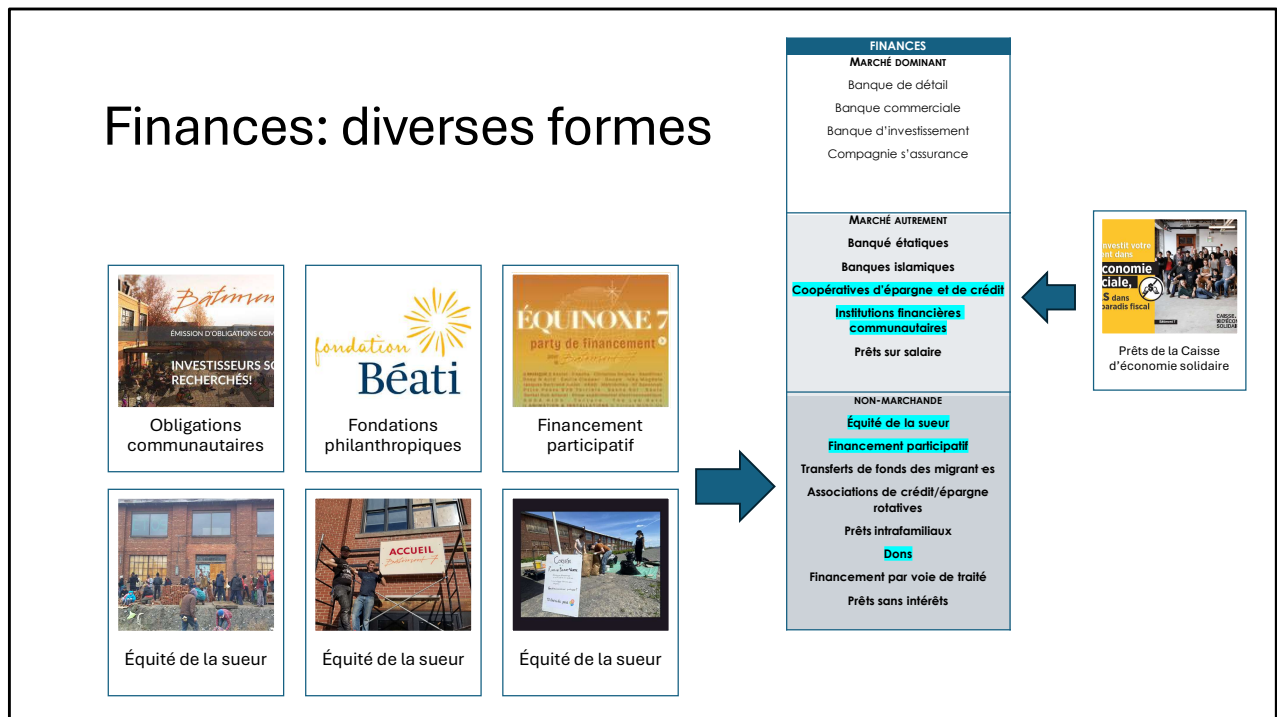 Finances: diverses formes
Bâtimen
ÉMISSION D'OBLIGATIONS COM
INVESTISSEURS SO
RECHERCHÉS!
Obligations
communautaires
fondation
Béati
Fondations
philanthropiques
ÉQUINOXE 7
party de financement
Financement
participatif
Équité de la sueur
ACCUEIL
Bâtiment 7
Équité de la sueur
Équité de la sueur
FINANCES
MARCHÉ DOMINANT
Banque de détail
Banque commerciale
Banque d'investissement
Compagnie s'assurance
MARCHÉ AUTREMENT
Banqué étatiques
Banques islamiques
Coopératives d'épargne et de crédit
Institutions financières
communautaires
Prêts sur salaire
NON-MARCHANDE
Équité de la sueur
Financement participatif
Transferts de fonds des migrant·es
Associations de crédit/épargne
rotatives
Prêts intrafamiliaux
Dons
Financement par voie de traité
Prêts sans intérêts
nvestit votre
nt dans
conomie
ciale,
S dans
paradis fiscal
CAISSE
Prêts de la Caisse
d'économie solidaire